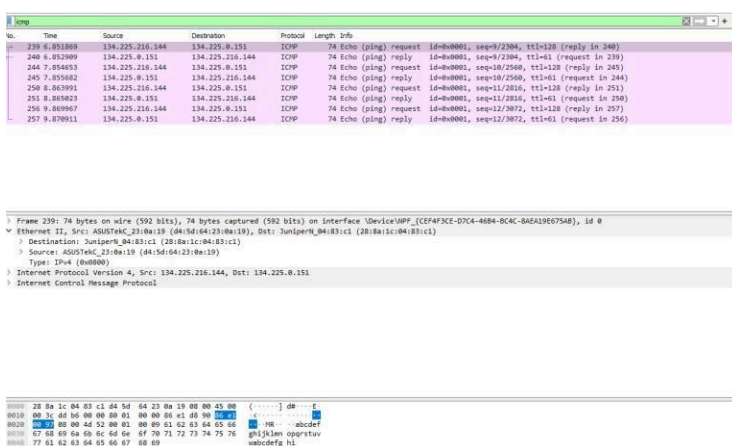 icmp
No. Time Source Destination Protocol Length Info
239 6.851869 134.225.216.144 134.225.0.151 ICMP 74 Echo (ping) request id=0x0001, seq=9/2304, ttl=128 (reply in 240)
240 6.852909 134.225.0.151 134.225.216.144 ICMP 74 Echo (ping) reply id=0x0001, seq=9/2304, ttl=61 (request in 239)
244 7.854653 134.225.216.144 134.225.0.151 ICMP 74 Echo (ping) request id=0x0001, seq=10/2560, ttl=128 (reply in 245)
245 7.855682 134.225.0.151 134.225.216.144 ICMP 74 Echo (ping) reply id=0x0001, seq=10/2560, ttl=61 (request in 244)
250 8.863991 134.225.216.144 134.225.0.151 ICMP 74 Echo (ping) request id=0x0001, seq=11/2816, ttl=128 (reply in 251)
251 8.865023 134.225.0.151 134.225.216.144 ICMP 74 Echo (ping) reply id=0x0001, seq=11/2816, ttl=61 (request in 250)
256 9.869967 134.225.216.144 134.225.0.151 ICMP 74 Echo (ping) request id=0x0001, seq=12/3072, ttl=128 (reply in 257)
257 9.870911 134.225.0.151 134.225.216.144 ICMP 74 Echo (ping) reply id=0x0001, seq=12/3072, ttl=61 (request in 256)
> Frame 239: 74 bytes on wire (592 bits), 74 bytes captured (592 bits) on interface \Device\NPF_{CEF4F3CE-D7C4-46B4-BC4C-8AEA19E675AB}, id 0
Ethernet II, Src: ASUSTekC_23:0a:19 (d4:5d:64:23:0a:19), Dst: JuniperN_04:83:c1 (28:8a:1c:04:83:c1)
> Destination: JuniperN_04:83:c1 (28:8a:1c:04:83:c1)
> Source: ASUSTekC_23:0a:19 (d4:5d:64:23:0a:19)
Type: IPv4 (0x0800)
> Internet Protocol Version 4, Src: 134.225.216.144, Dst: 134.225.0.151
> Internet Control Message Protocol
0000 28 8a 1c 04 83 c1 d4 5d 64 23 0a 19 08 00 45 00 (······] d#····E·
0010 00 3c dd b6 00 00 80 01 00 00 86 e1 d8 90 86 e1 ·<······ ········
0020 00 97 08 00 4d 52 00 01 00 09 61 62 63 64 65 66 ····MR·· ··abcdef
0030 67 68 69 6a 6b 6c 6d 6e 6f 70 71 72 73 74 75 76 ghijklmn opqrstuv
0040 77 61 62 63 64 65 66 67 68 69 wabcdefg hi